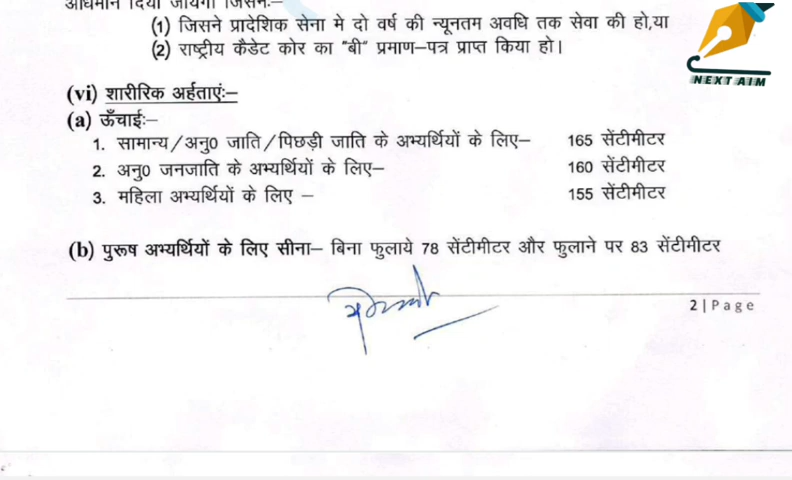 अधिमान दिया जायेगा जिसने:–
(1) जिसने प्रादेशिक सेना मे दो वर्ष की न्यूनतम अवधि तक सेवा की हो,या
(2) राष्ट्रीय कैडेट कोर का "बी" प्रमाण–पत्र प्राप्त किया हो।
NEXT AIM
(vi) शारीरिक अर्हताएं:–
(a) ऊँचाई:–
1. सामान्य/अनु0 जाति/पिछड़ी जाति के अभ्यर्थियों के लिए– 165 सेंटीमीटर
2. अनु0 जनजाति के अभ्यर्थियों के लिए– 160 सेंटीमीटर
3. महिला अभ्यर्थियों के लिए – 155 सेंटीमीटर
(b) पुरूष अभ्यर्थियों के लिए सीना– बिना फुलाये 78 सेंटीमीटर और फुलाने पर 83 सेंटीमीटर
2 | Page